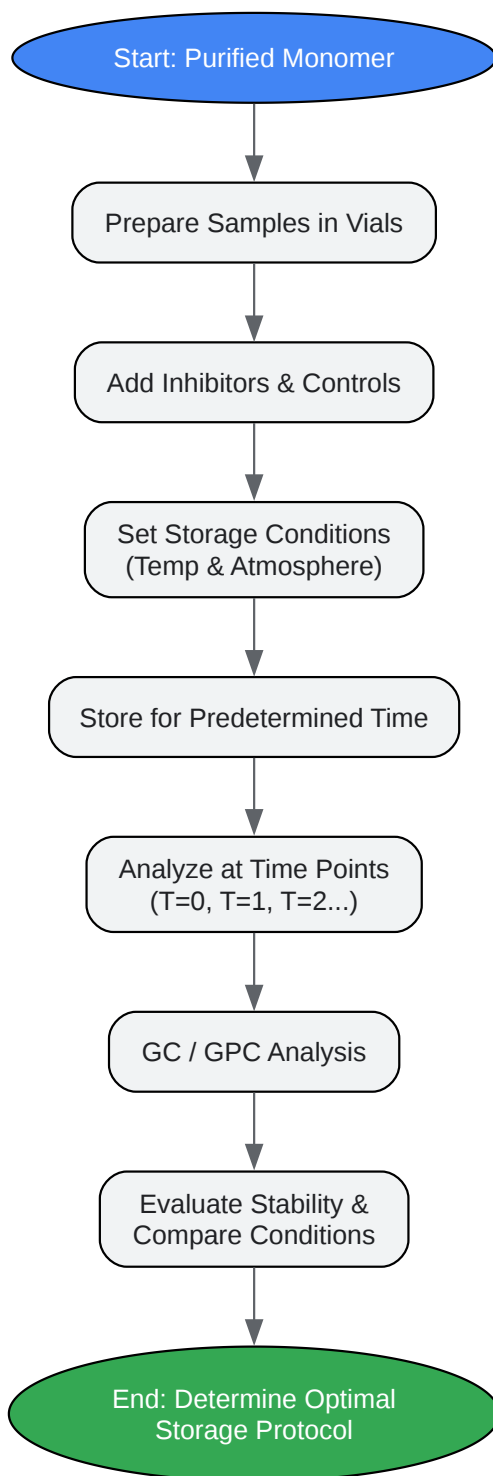 Start: Purified Monomer
Prepare Samples in Vials
Add Inhibitors & Controls
Set Storage Conditions
(Temp & Atmosphere)
Store for Predetermined Time
Analyze at Time Points
(T=0, T=1, T=2...)
GC / GPC Analysis
Evaluate Stability &
Compare Conditions
End: Determine Optimal
Storage Protocol